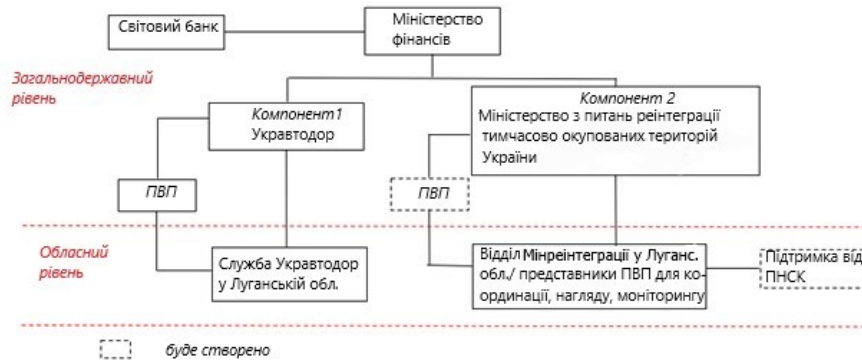 Світовий банк
Міністерство
фінансів
Загальнодержавний
рівень
Компонент1
Укравтодор
Компонент 2
Міністерство з питань реінтеграції
тимчасово окупованих територій
України
ПВП
ПВП
Обласний
рівень
Служба Укравтодор
у Луганській обл.
Відділ Мінреінтеграції у Луганс.
обл./ представники ПВП для ко-
ординації, нагляду, моніторингу
Підтримка від
ПНСК
буде створено